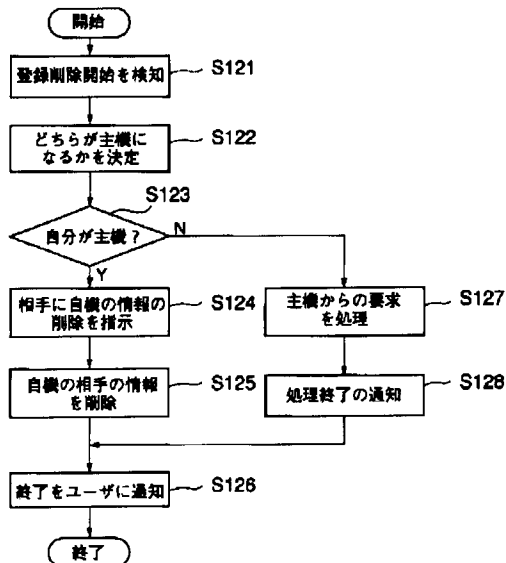 開始
登録削除開始を検知
S121
どちらが主機に
なるかを決定
S122
S123
自分が主機？
N
Y
相手に自機の情報の
削除を指示
S124
主機からの要求
を処理
S127
自機の相手の情報
を削除
S125
処理終了の通知
S128
終了をユーザに通知
S126
終了